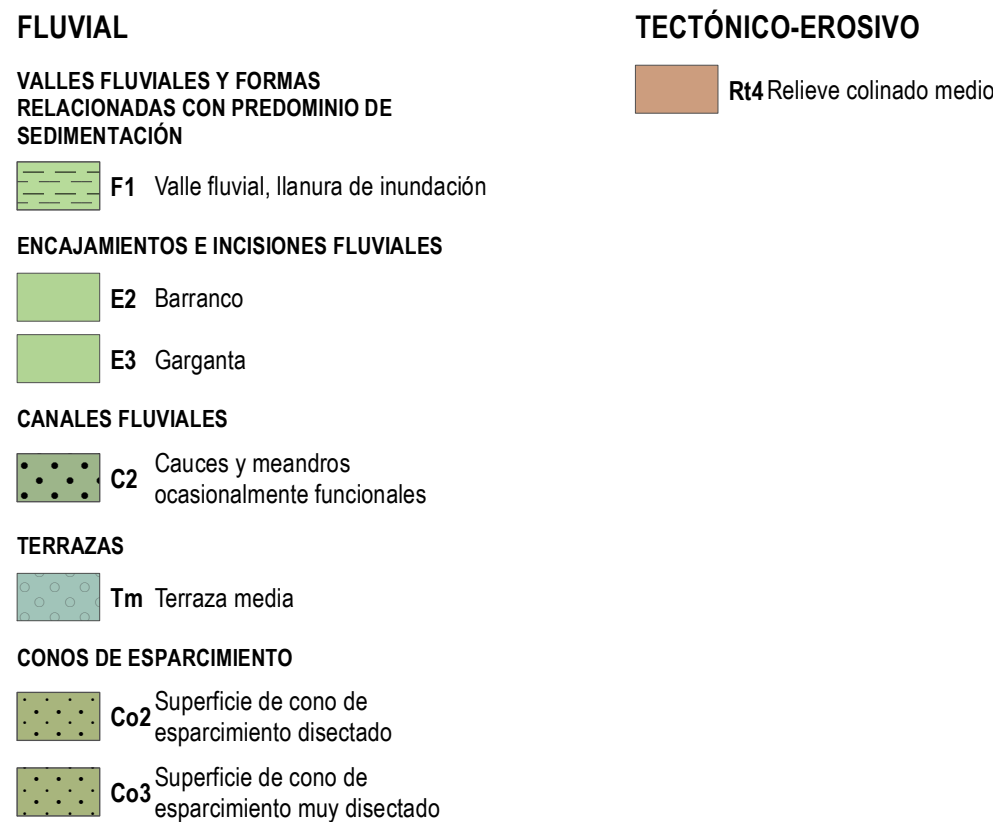 FLUVIAL
VALLES FLUVIALES Y FORMAS
RELACIONADAS CON PREDOMINIO DE
SEDIMENTACIÓN
F1 Valle fluvial, llanura de inundación
ENCAJAMIENTOS E INCISIONES FLUVIALES
E2 Barranco
E3 Garganta
CANALES FLUVIALES
C2 Cauces y meandros
ocasionalmente funcionales
TERRAZAS
Tm Terraza media
CONOS DE ESPARCIMIENTO
Co2 Superficie de cono de
esparcimiento disectado
Co3 Superficie de cono de
esparcimiento muy disectado
TECTÓNICO-EROSIVO
Rt4 Relieve colinado medio